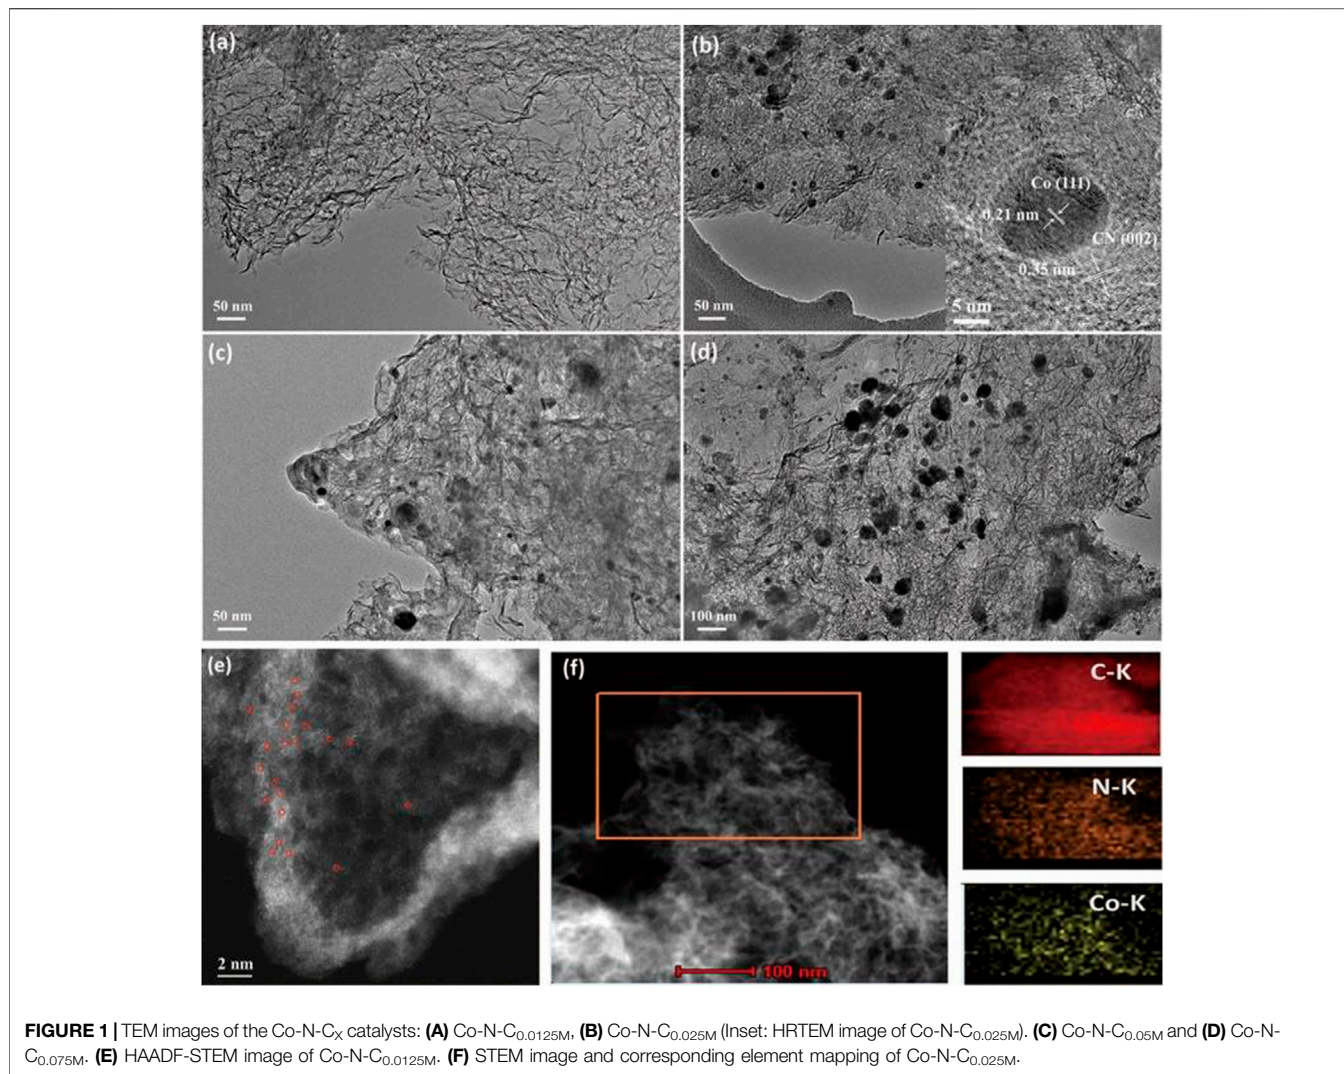 (a)
50 nm
(b)
Co (111)
0.21 nm
CN (002)
0.35 nm
50 nm
5 nm
(c)
50 nm
(d)
100 nm
(e)
2 nm
(f)
100 nm
C-K
N-K
Co-K
FIGURE 1 | TEM images of the Co-N-CX catalysts: (A) Co-N-C0.0125M, (B) Co-N-C0.025M (Inset: HRTEM image of Co-N-C0.025M). (C) Co-N-C0.05M and (D) Co-N-
C0.075M. (E) HAADF-STEM image of Co-N-C0.0125M. (F) STEM image and corresponding element mapping of Co-N-C0.025M.